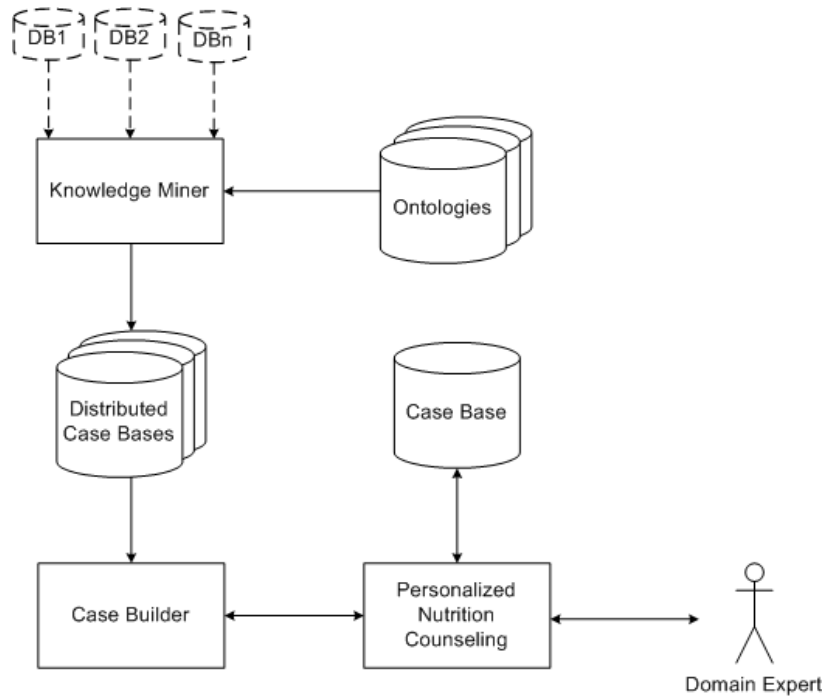 DB1
DB2
DBn
Knowledge Miner
Ontologies
Distributed
Case Bases
Case Base
Case Builder
Personalized
Nutrition
Counseling
Domain Expert